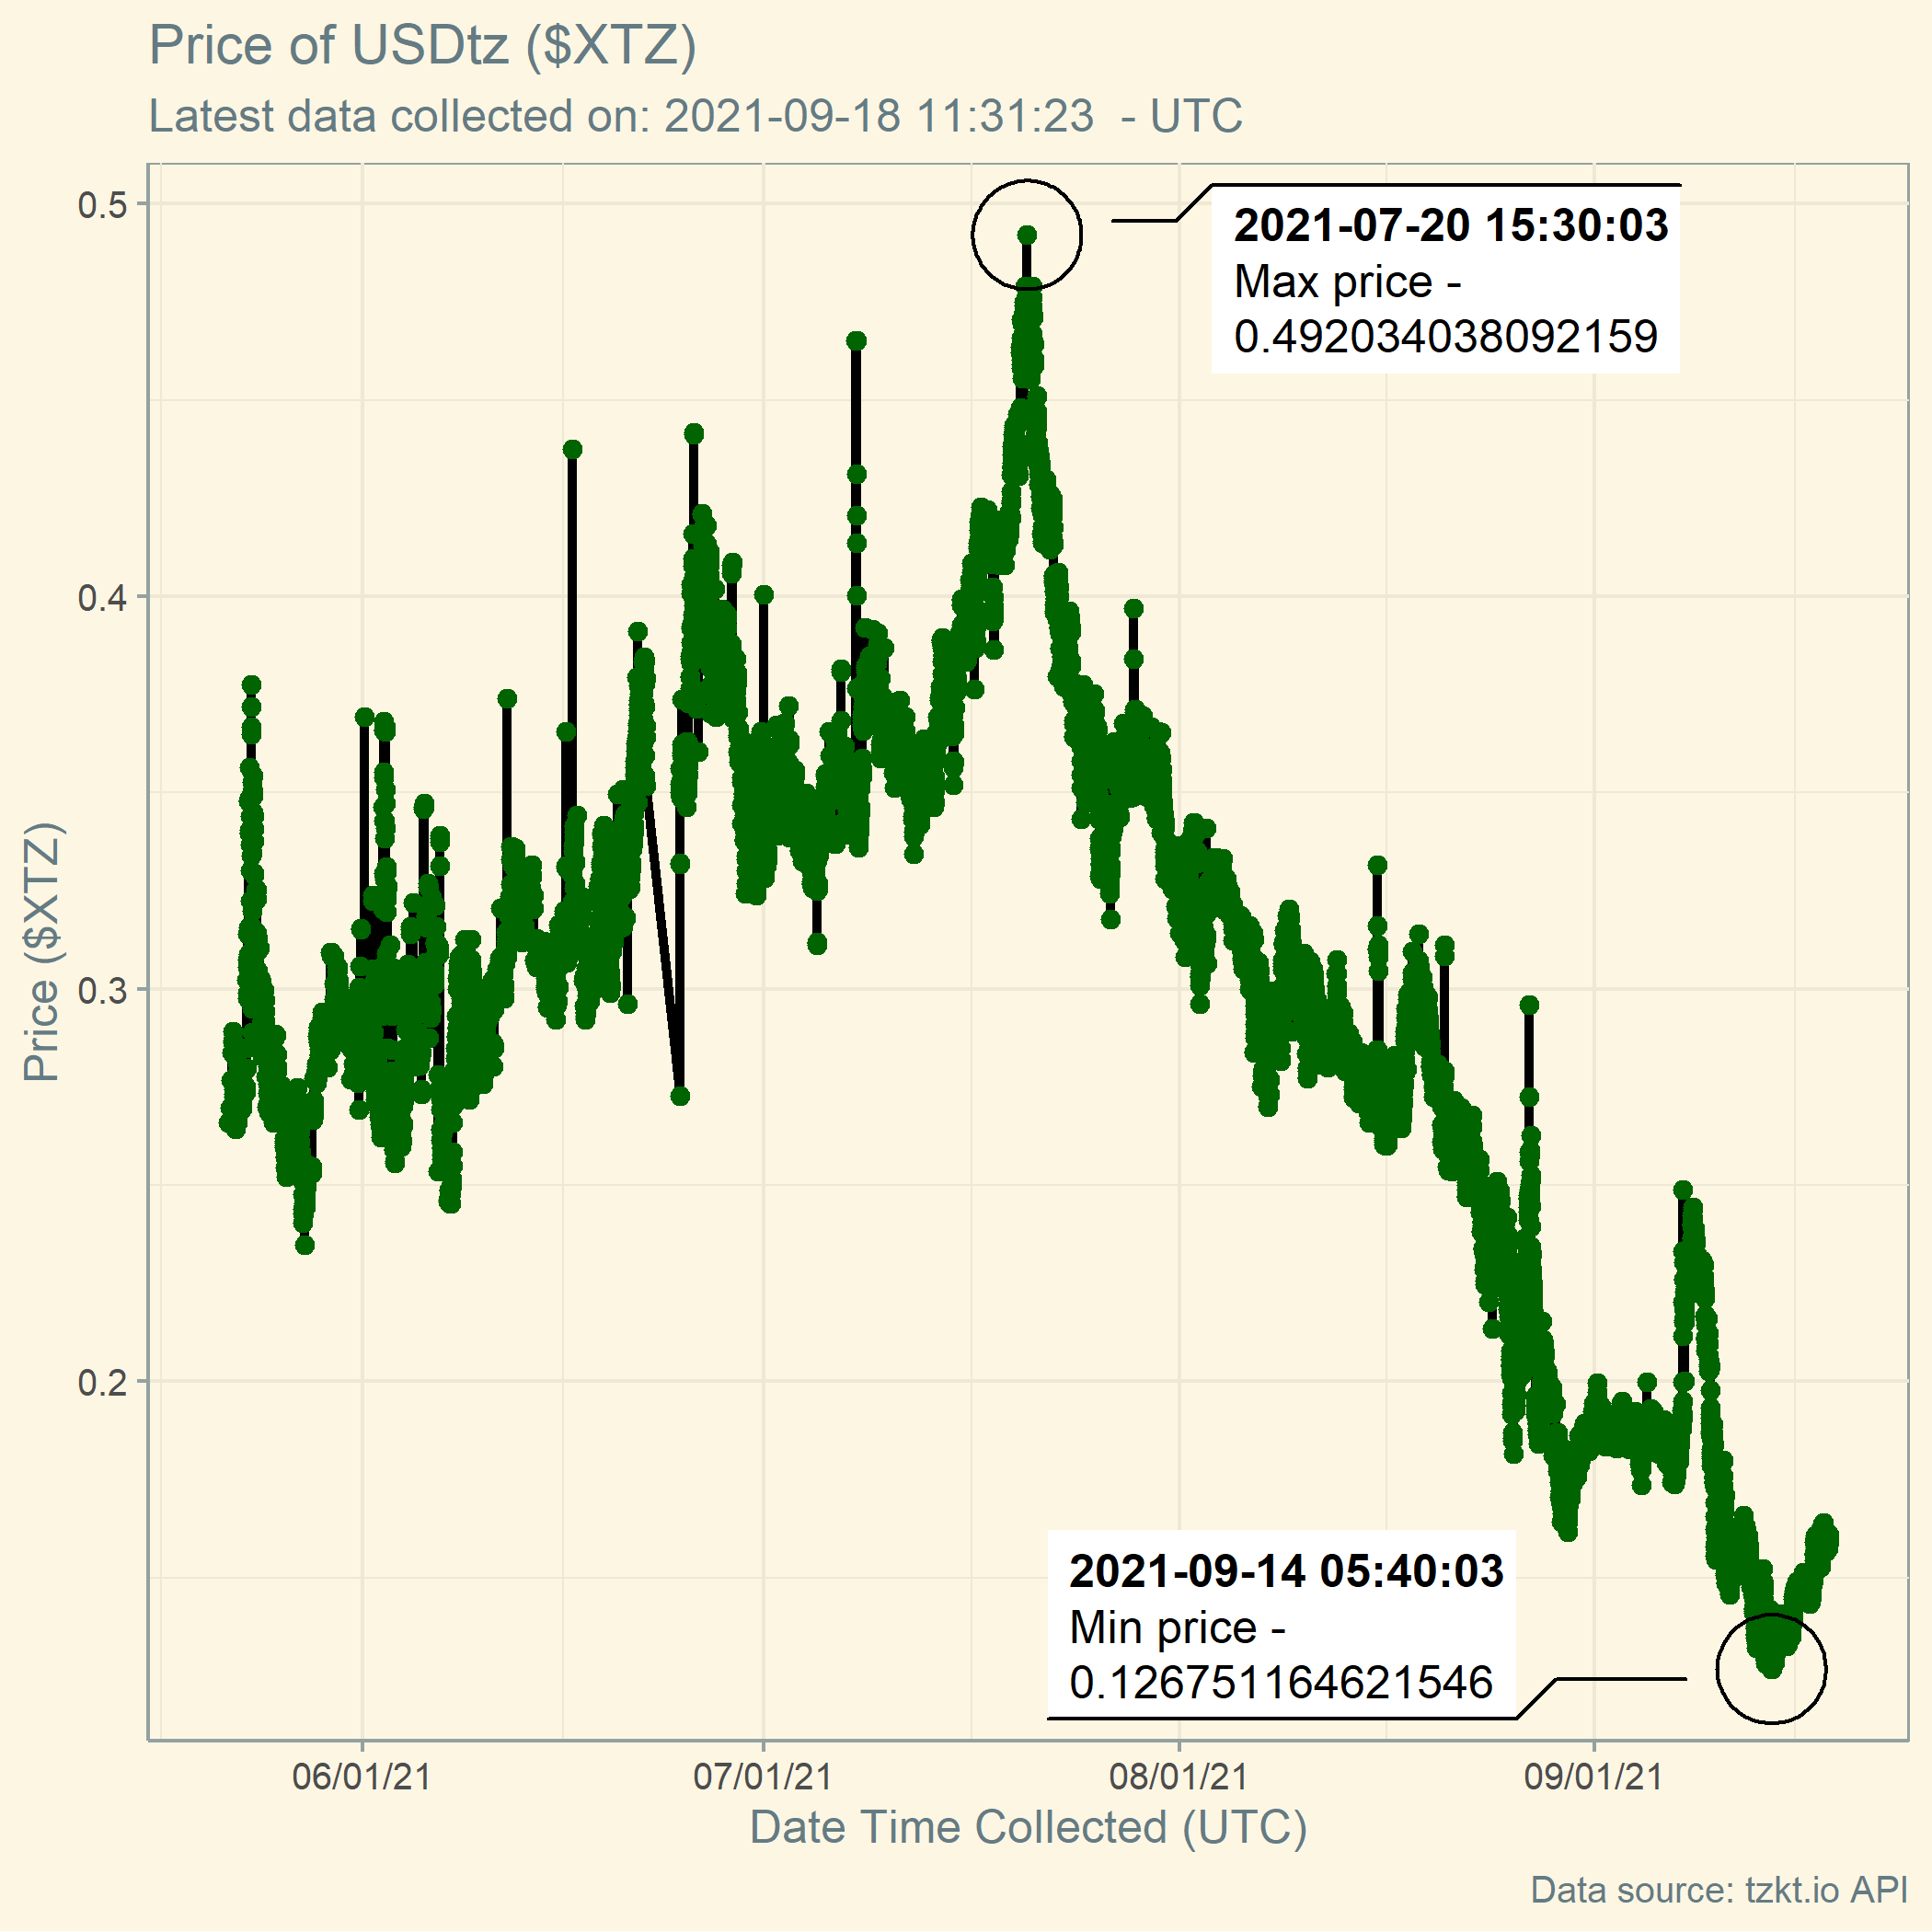 Price of USDtz ($XTZ)
Latest data collected on: 2021-09-18 11:31:23  - UTC
0.5
0.4
0.3
0.2
Price ($XTZ)
2021-07-20 15:30:03
Max price -
0.492034038092159
2021-09-14 05:40:03
Min price -
0.126751164621546
06/01/21
07/01/21
08/01/21
09/01/21
Date Time Collected (UTC)
Data source: tzkt.io API